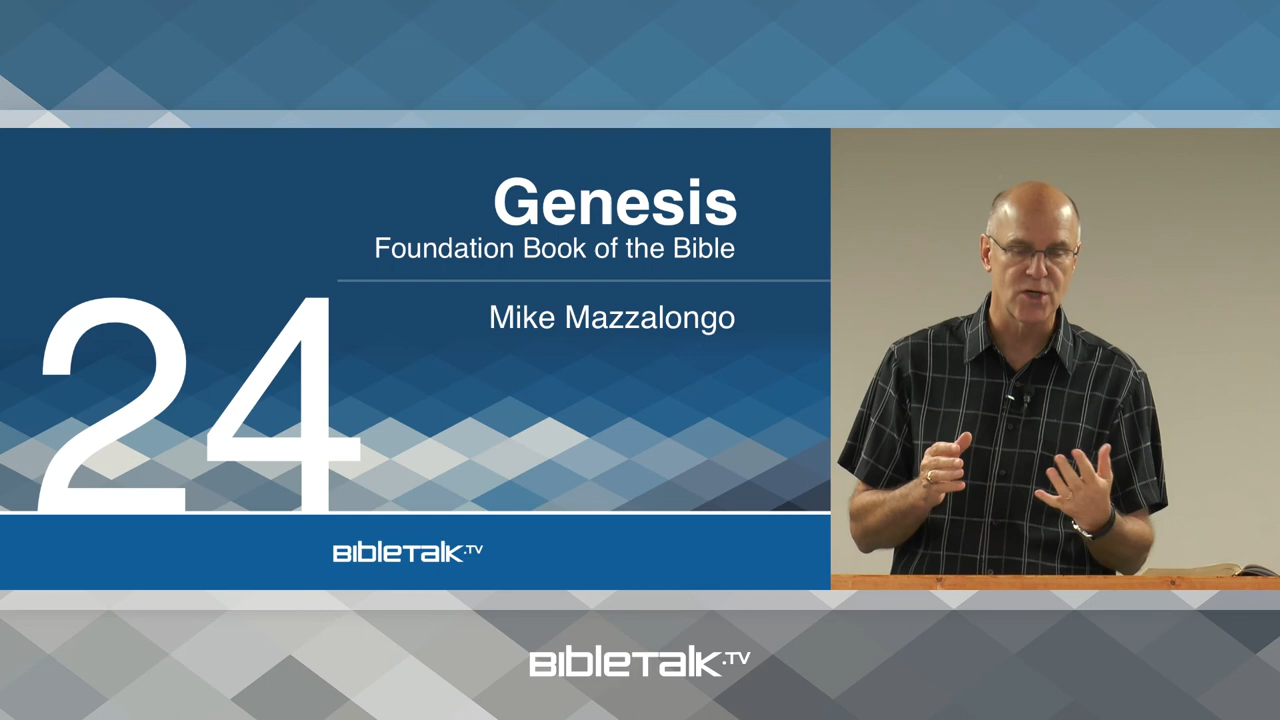 Genesis
Foundation Book of the Bible
Mike Mazzalongo
24
BIBLETALK.TV
BIBLETALK.TV